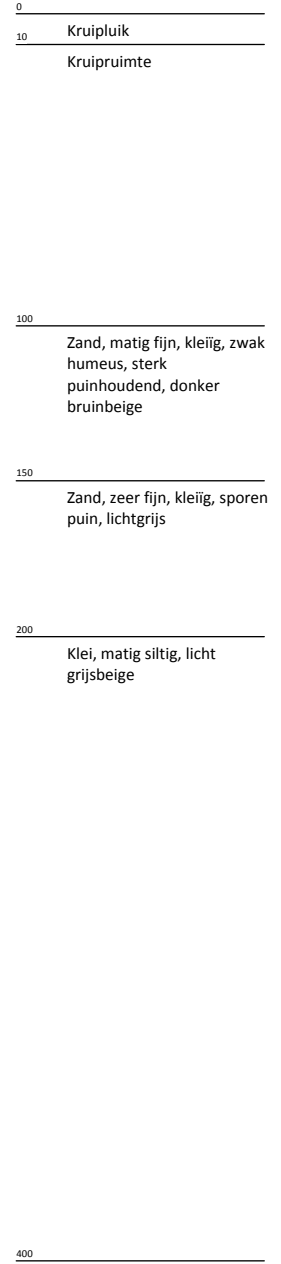 0
Kruipluik
10
Kruipruimte
100
Zand, matig fijn, kleiïg, zwak
humeus, sterk
puinhoudend, donker
bruinbeige
150
Zand, zeer fijn, kleiïg, sporen
puin, lichtgrijs
200
Klei, matig siltig, licht
grijsbeige
400